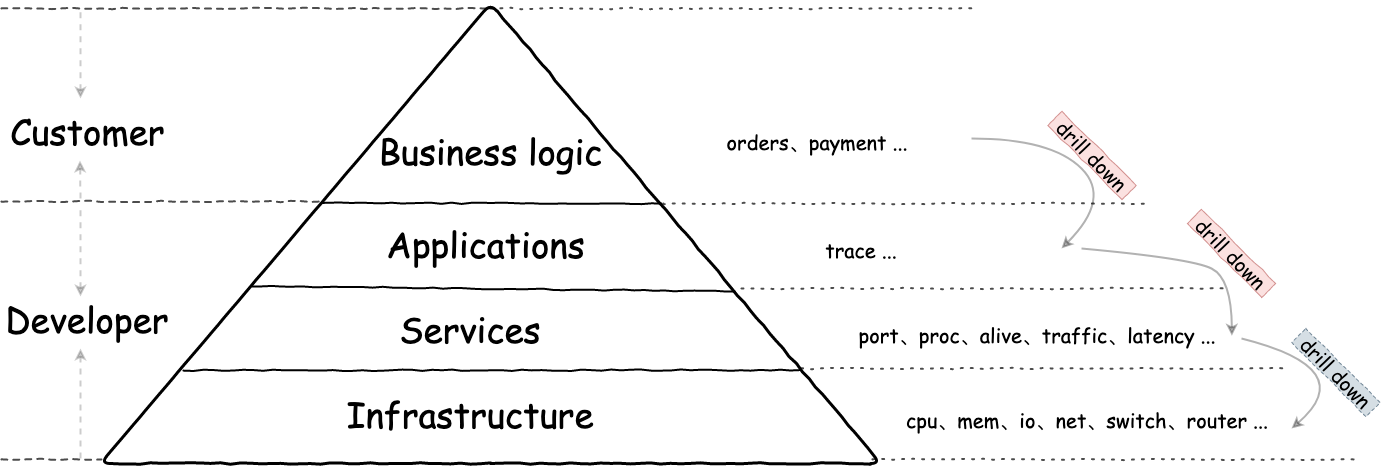 Customer
Business logic
orders、payment ...
drill down
Applications
trace ...
drill down
Developer
Services
port、proc、alive、traffic、latency ...
drill down
Infrastructure
cpu、mem、io、net、switch、router ...